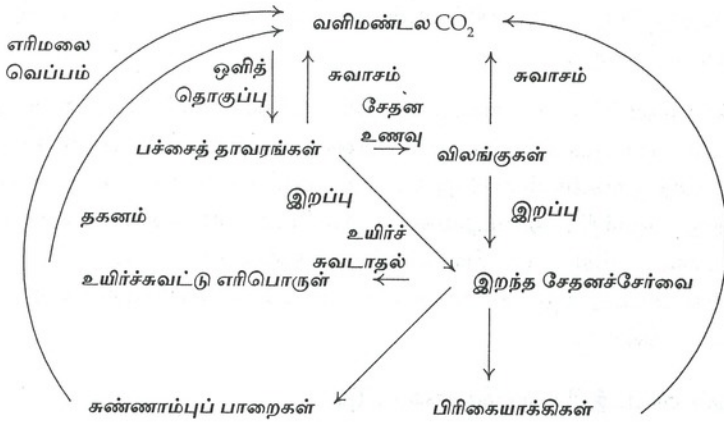 வளிமண்டல CO₂
எரிமலை
வெப்பம்
ஒளித்
தொகுப்பு
சுவாசம்
சுவாசம்
சேதன
உணவு
பச்சைத் தாவரங்கள்
விலங்குகள்
இறப்பு
இறப்பு
தகனம்
உயிர்ச்
சுவடாதல்
உயிர்ச்சுவட்டு எரிபொருள்
இறந்த சேதனச்சேர்வை
சுண்ணாம்புப் பாறைகள்
பிரிகையாக்கிகள்